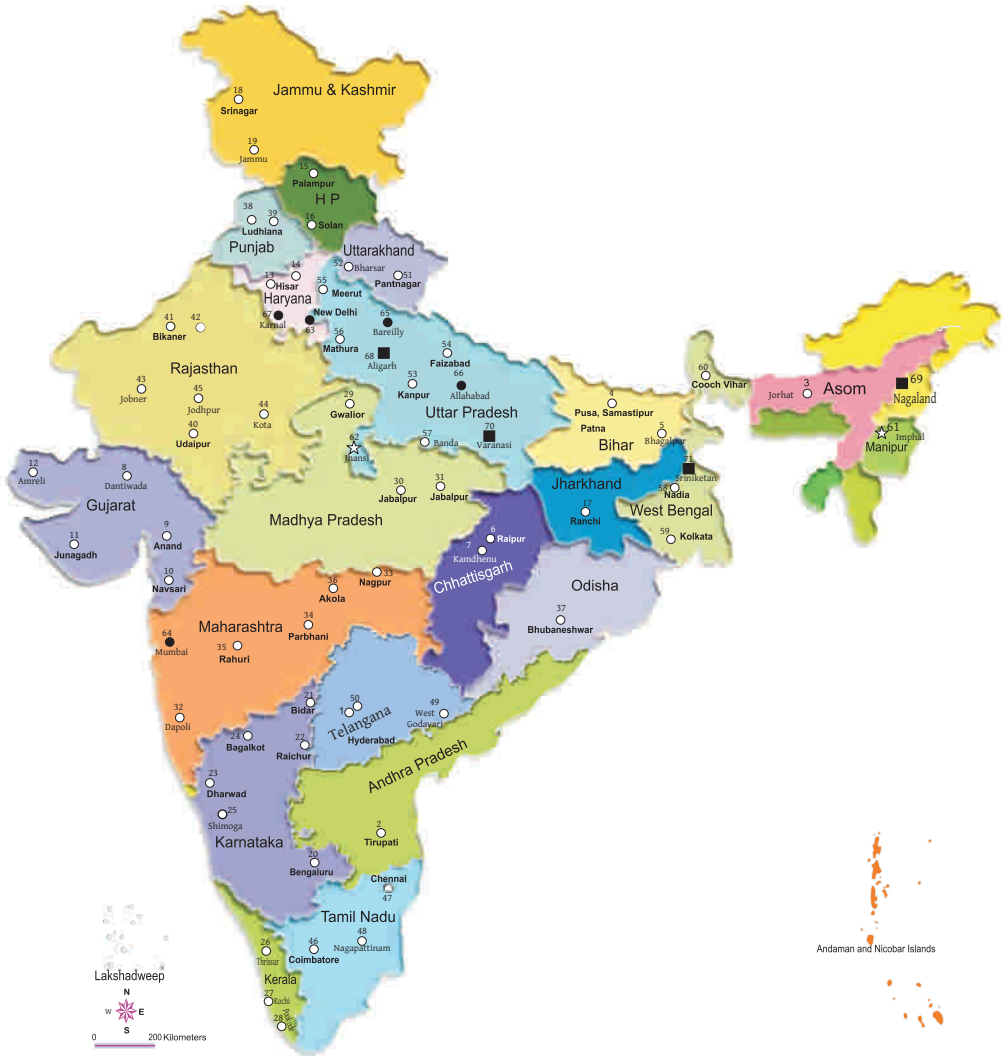 18
Srinagar
Jammu & Kashmir
19
Jammu
15
Palampur
H P
16
Solan
38
39
Ludhiana
Punjab
Uttarakhand
52
Bharsar
51
Pantnagar
14
13
Hisar
Haryana
55
Meerut
67
Karnal
New Delhi
63
65
Bareilly
41
42
Bikaner
56
Mathura
68
Aligarh
54
Faizabad
Rajasthan
43
Jobner
45
Jodhpur
44
Kota
40
Udaipur
53
Kanpur
66
Allahabad
Uttar Pradesh
29
Gwalior
62
Jhansi
57
Banda
70
Varanasi
4
Pusa, Samastipur
Patna
5
Bhagalpur
Bihar
60
Cooch Vihar
3
Jorhat
Asom
69
Nagaland
61
Imphal
Manipur
12
Amreli
8
Dantiwada
Gujarat
9
Anand
11
Junagadh
10
Navsari
30
Jabalpur
31
Jabalpur
Madhya Pradesh
Jharkhand
17
Ranchi
71
Sriniketan
58
Nadia
West Bengal
59
Kolkata
6
Raipur
7
Kamdhenu
Chhattisgarh
Odisha
37
Bhubaneshwar
33
Nagpur
36
Akola
Maharashtra
34
Parbhani
64
Mumbai
35
Rahuri
32
Dapoli
21
Bidar
50
1
Telangana
Hyderabad
49
West
Godavari
24
Bagalkot
22
Raichur
Andhra Pradesh
23
Dharwad
25
Shimoga
Karnataka
2
Tirupati
20
Bengaluru
Chennai
47
Tamil Nadu
46
Coimbatore
48
Nagapattinam
26
Thrissur
Kerala
27
Kochi
28
Lakshadweep
N
W
E
S
0
200 Kilometers
Andaman and Nicobar Islands